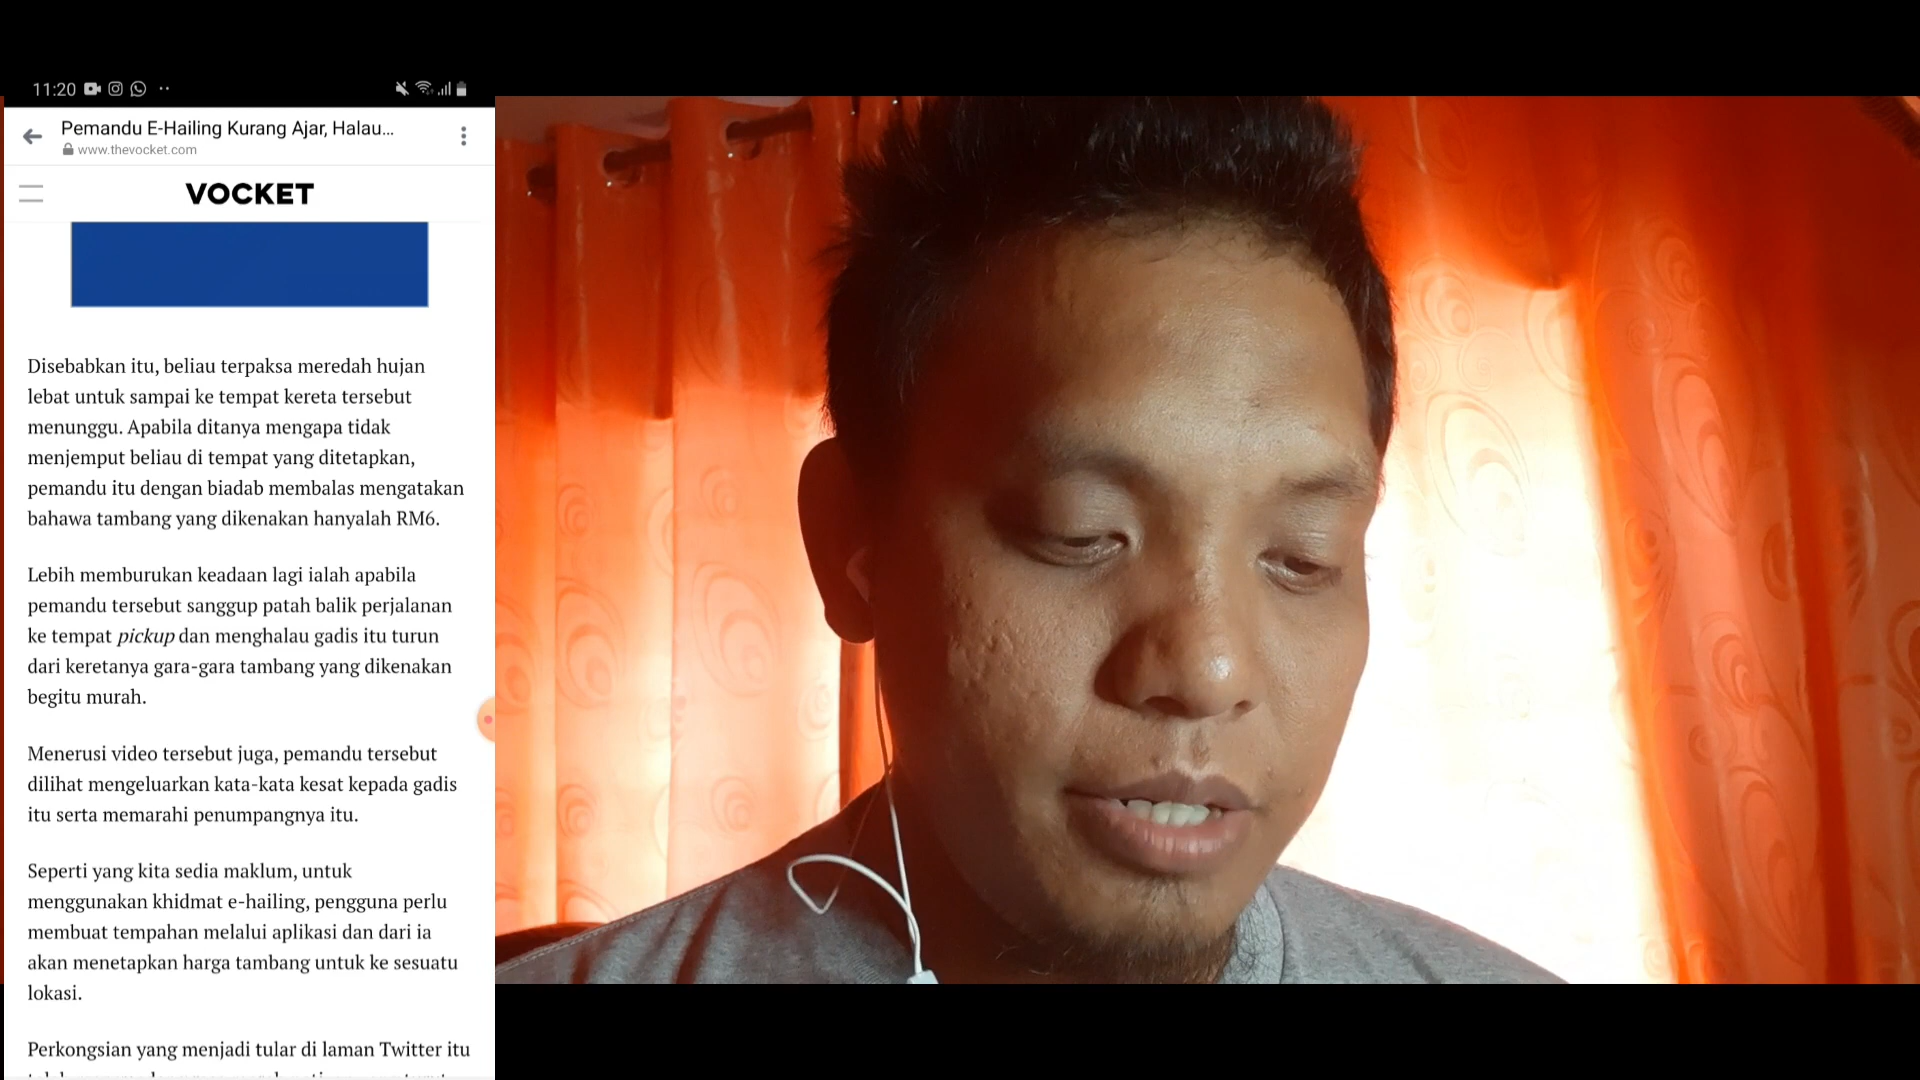 11:20
Pemandu E-Hailing Kurang Ajar, Halau...
www.thevocket.com
VOCKET
Disebabkan itu, beliau terpaksa meredah hujan
lebat untuk sampai ke tempat kereta tersebut
menunggu. Apabila ditanya mengapa tidak
menjemput beliau di tempat yang ditetapkan,
pemandu itu dengan biadab membalas mengatakan
bahawa tambang yang dikenakan hanyalah RM6.
Lebih memburukan keadaan lagi ialah apabila
pemandu tersebut sanggup patah balik perjalanan
ke tempat pickup dan menghalau gadis itu turun
dari keretanya gara-gara tambang yang dikenakan
begitu murah.
Menerusi video tersebut juga, pemandu tersebut
dilihat mengeluarkan kata-kata kesat kepada gadis
itu serta memarahi penumpangnya itu.
Seperti yang kita sedia maklum, untuk
menggunakan khidmat e-hailing, pengguna perlu
membuat tempahan melalui aplikasi dan dari ia
akan menetapkan harga tambang untuk ke sesuatu
lokasi.
Perkongsian yang menjadi tular di laman Twitter itu